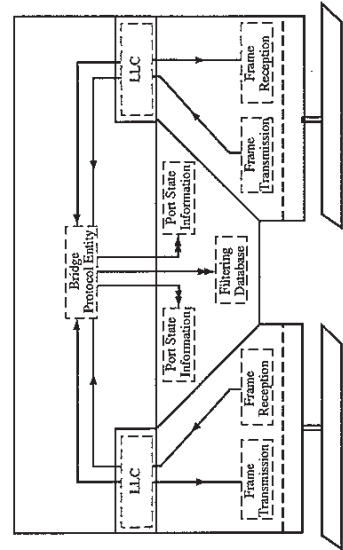 LLC
Frame
Reception
Frame
Transmission
Bridge
Protocol Entity
Port State
Information
Filtering
Database
Port State
Information
LLC
Frame
Reception
Frame
Transmission